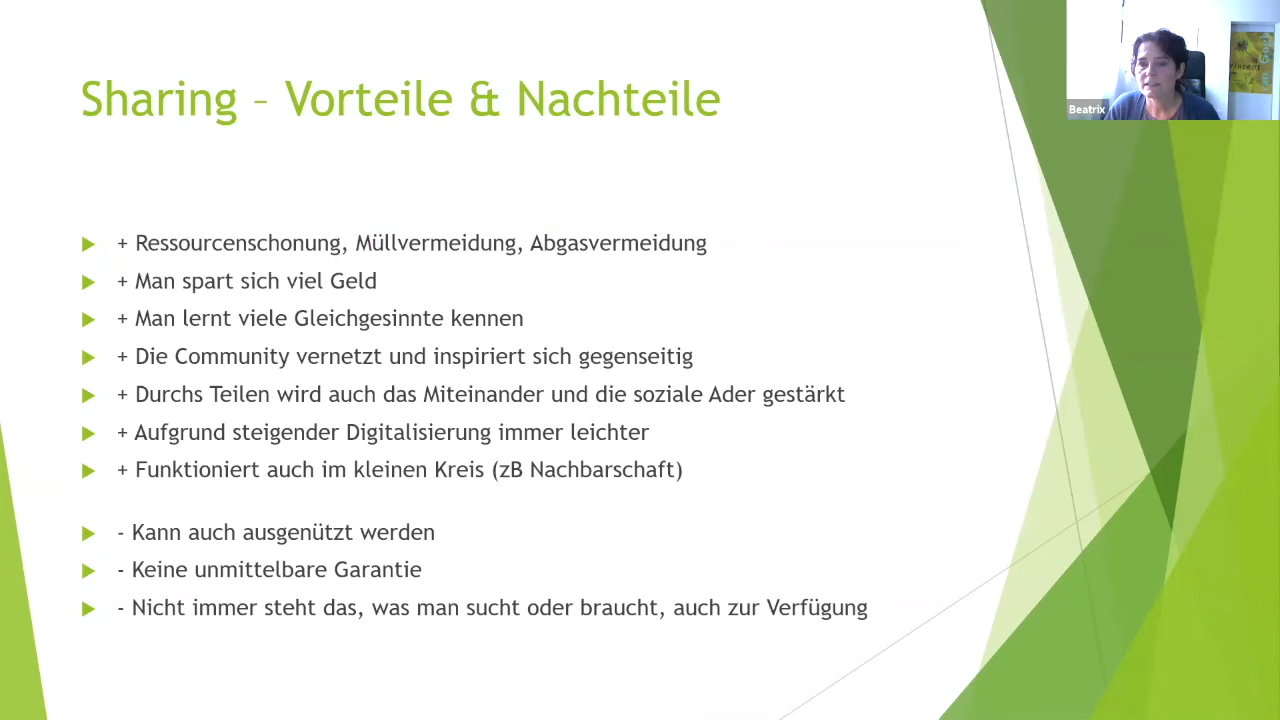 Sharing – Vorteile & Nachteile
Beatrix
+ Ressourcenschonung, Müllvermeidung, Abgasvermeidung
+ Man spart sich viel Geld
+ Man lernt viele Gleichgesinnte kennen
+ Die Community vernetzt und inspiriert sich gegenseitig
+ Durchs Teilen wird auch das Miteinander und die soziale Ader gestärkt
+ Aufgrund steigender Digitalisierung immer leichter
+ Funktioniert auch im kleinen Kreis (zB Nachbarschaft)
- Kann auch ausgenützt werden
- Keine unmittelbare Garantie
- Nicht immer steht das, was man sucht oder braucht, auch zur Verfügung